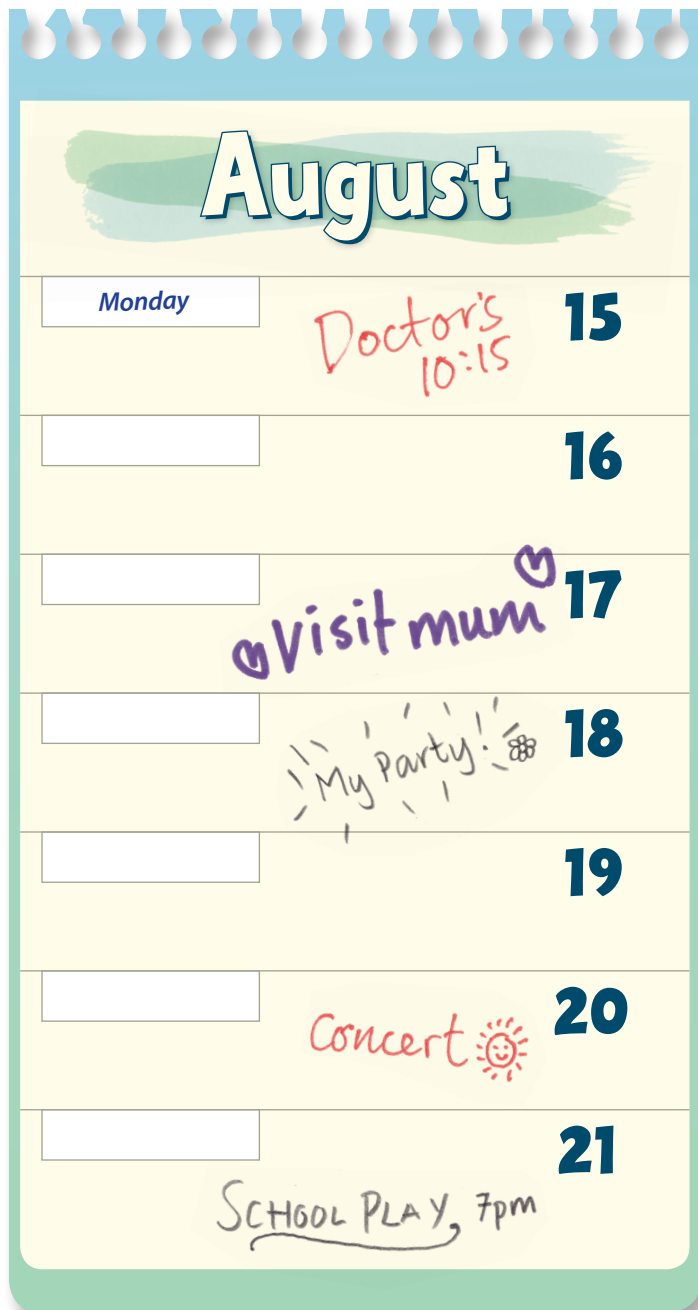 August
Monday
Doctor's
10:15
15
16
Visit mum
17
My Party!
18
19
Concert
20
21
SCHOOL PLAY, 7pm